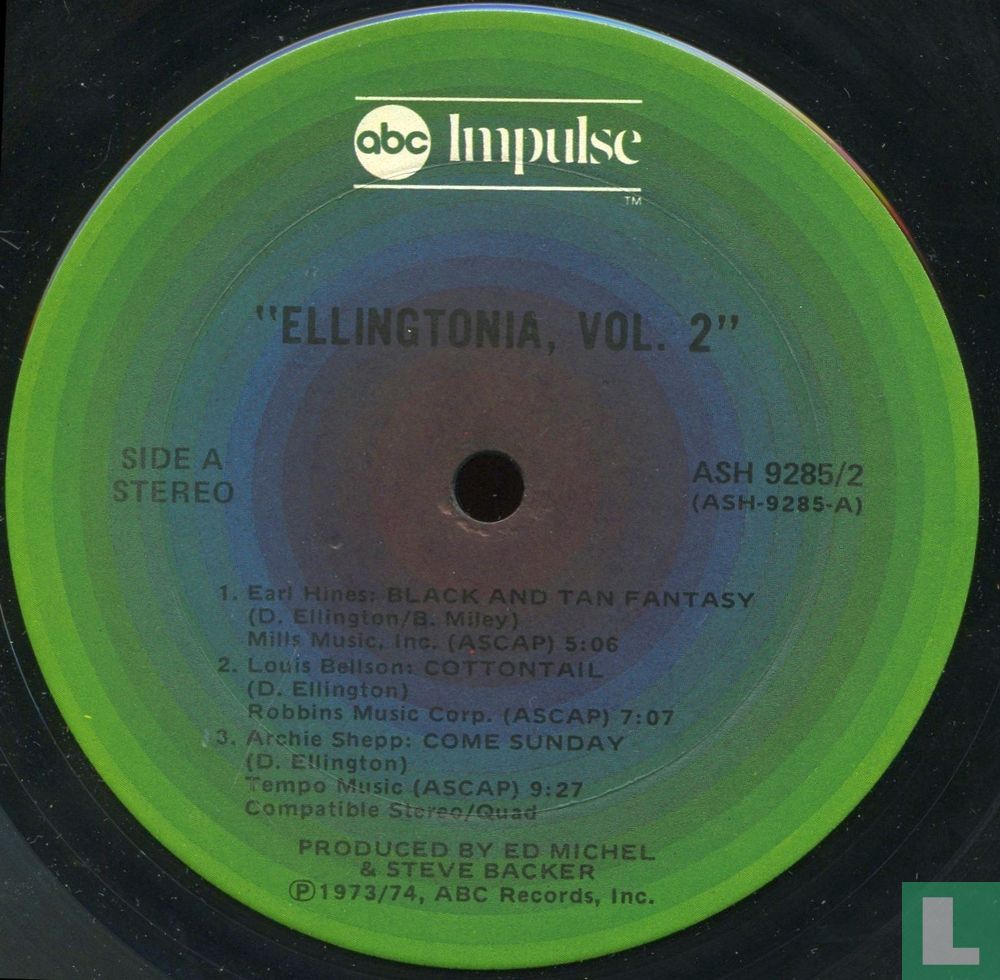 abc Impulse
TM
"ELLINGTONIA, VOL. 2"
SIDE A
STEREO
ASH 9285/2
(ASH-9285-A)
1. Earl Hines: BLACK AND TAN FANTASY
(D. Ellington/B. Miley)
Mills Music, Inc. (ASCAP) 5:06
2. Louis Bellson: COTTONTAIL
(D. Ellington)
Robbins Music Corp. (ASCAP) 7:07
3. Archie Shepp: COME SUNDAY
(D. Ellington)
Tempo Music (ASCAP) 9:27
Compatible Stereo/Quad
PRODUCED BY ED MICHEL
& STEVE BACKER
Ⓟ1973/74, ABC Records, Inc.
L